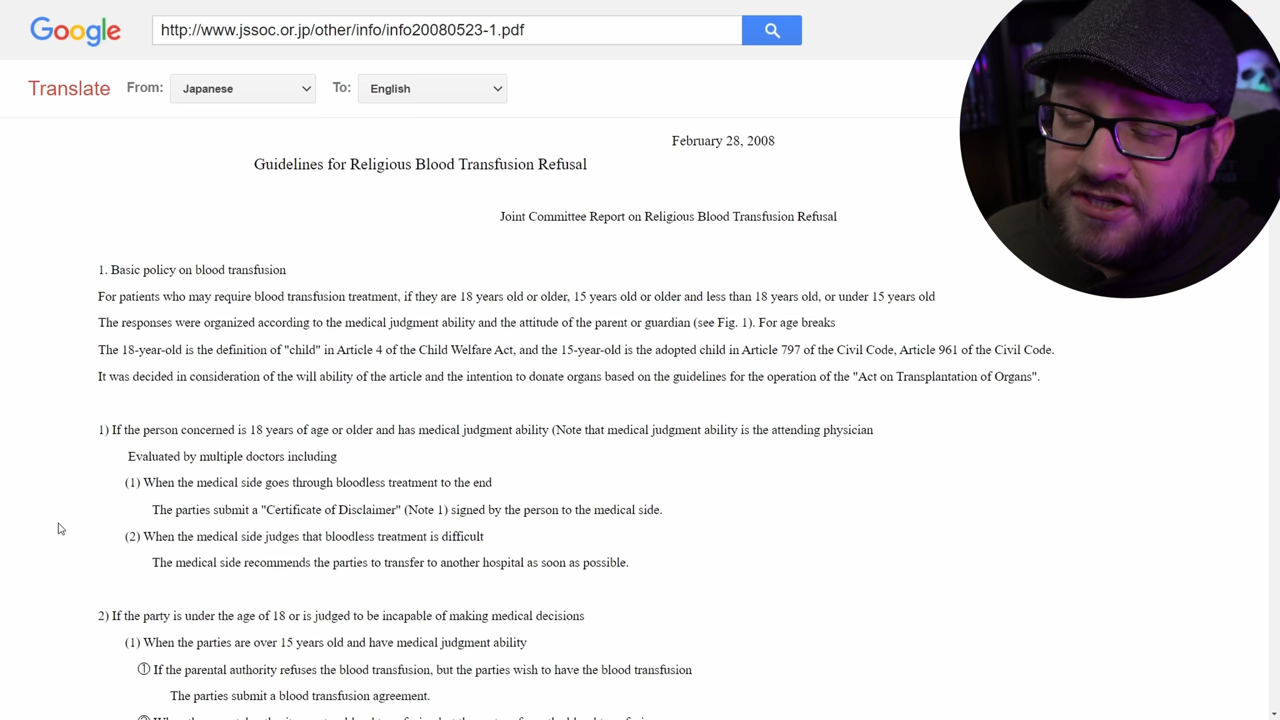 Google
http://www.jssoc.or.jp/other/info/info20080523-1.pdf
Translate From: Japanese To: English
February 28, 2008
Guidelines for Religious Blood Transfusion Refusal
Joint Committee Report on Religious Blood Transfusion Refusal
1. Basic policy on blood transfusion
For patients who may require blood transfusion treatment, if they are 18 years old or older, 15 years old or older and less than 18 years old, or under 15 years old
The responses were organized according to the medical judgment ability and the attitude of the parent or guardian (see Fig. 1). For age breaks
The 18-year-old is the definition of "child" in Article 4 of the Child Welfare Act, and the 15-year-old is the adopted child in Article 797 of the Civil Code, Article 961 of the Civil Code.
It was decided in consideration of the will ability of the article and the intention to donate organs based on the guidelines for the operation of the "Act on Transplantation of Organs".
1) If the person concerned is 18 years of age or older and has medical judgment ability (Note that medical judgment ability is the attending physician
Evaluated by multiple doctors including
(1) When the medical side goes through bloodless treatment to the end
The parties submit a "Certificate of Disclaimer" (Note 1) signed by the person to the medical side.
(2) When the medical side judges that bloodless treatment is difficult
The medical side recommends the parties to transfer to another hospital as soon as possible.
2) If the party is under the age of 18 or is judged to be incapable of making medical decisions
(1) When the parties are over 15 years old and have medical judgment ability
① If the parental authority refuses the blood transfusion, but the parties wish to have the blood transfusion
The parties submit a blood transfusion agreement.